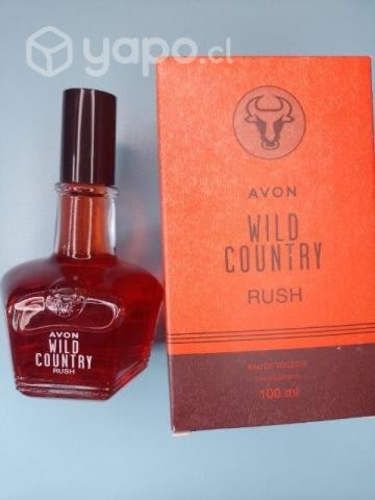 yapo.cl
AVON
WILD
COUNTRY
RUSH
AVON
WILD
COUNTRY
RUSH
100 ml